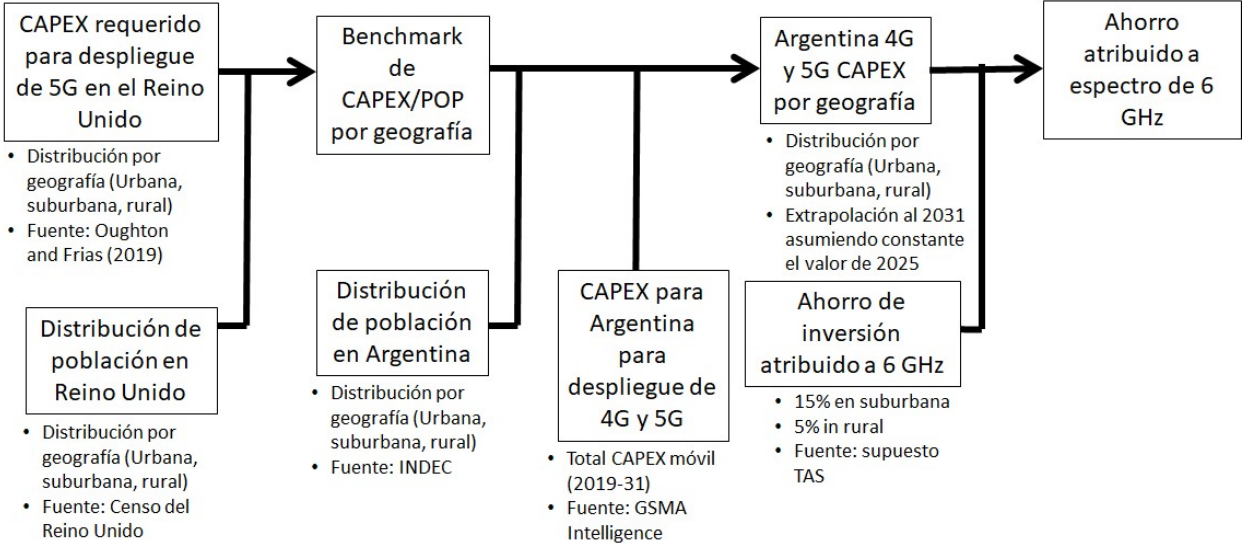 CAPEX requerido
para despliegue
de 5G en el Reino
Unido
• Distribución por
geografía (Urbana,
suburbana, rural)
• Fuente: Oughton
and Frias (2019)
Distribución de
población en
Reino Unido
• Distribución por
geografía (Urbana,
suburbana, rural)
• Fuente: Censo del
Reino Unido
Benchmark
de
CAPEX/POP
por geografía
Distribución
de población
en Argentina
• Distribución por
geografía (Urbana,
suburbana, rural)
• Fuente: INDEC
CAPEX para
Argentina
para
despliegue de
4G y 5G
• Total CAPEX móvil
(2019-31)
• Fuente: GSMA
Intelligence
Argentina 4G
y 5G CAPEX
por geografía
• Distribución por
geografía (Urbana,
suburbana, rural)
• Extrapolación al 2031
asumiendo constante
el valor de 2025
Ahorro de
inversión
atribuido a 6 GHz
• 15% en suburbana
• 5% in rural
• Fuente: supuesto
TAS
Ahorro
atribuido a
espectro de 6
GHz